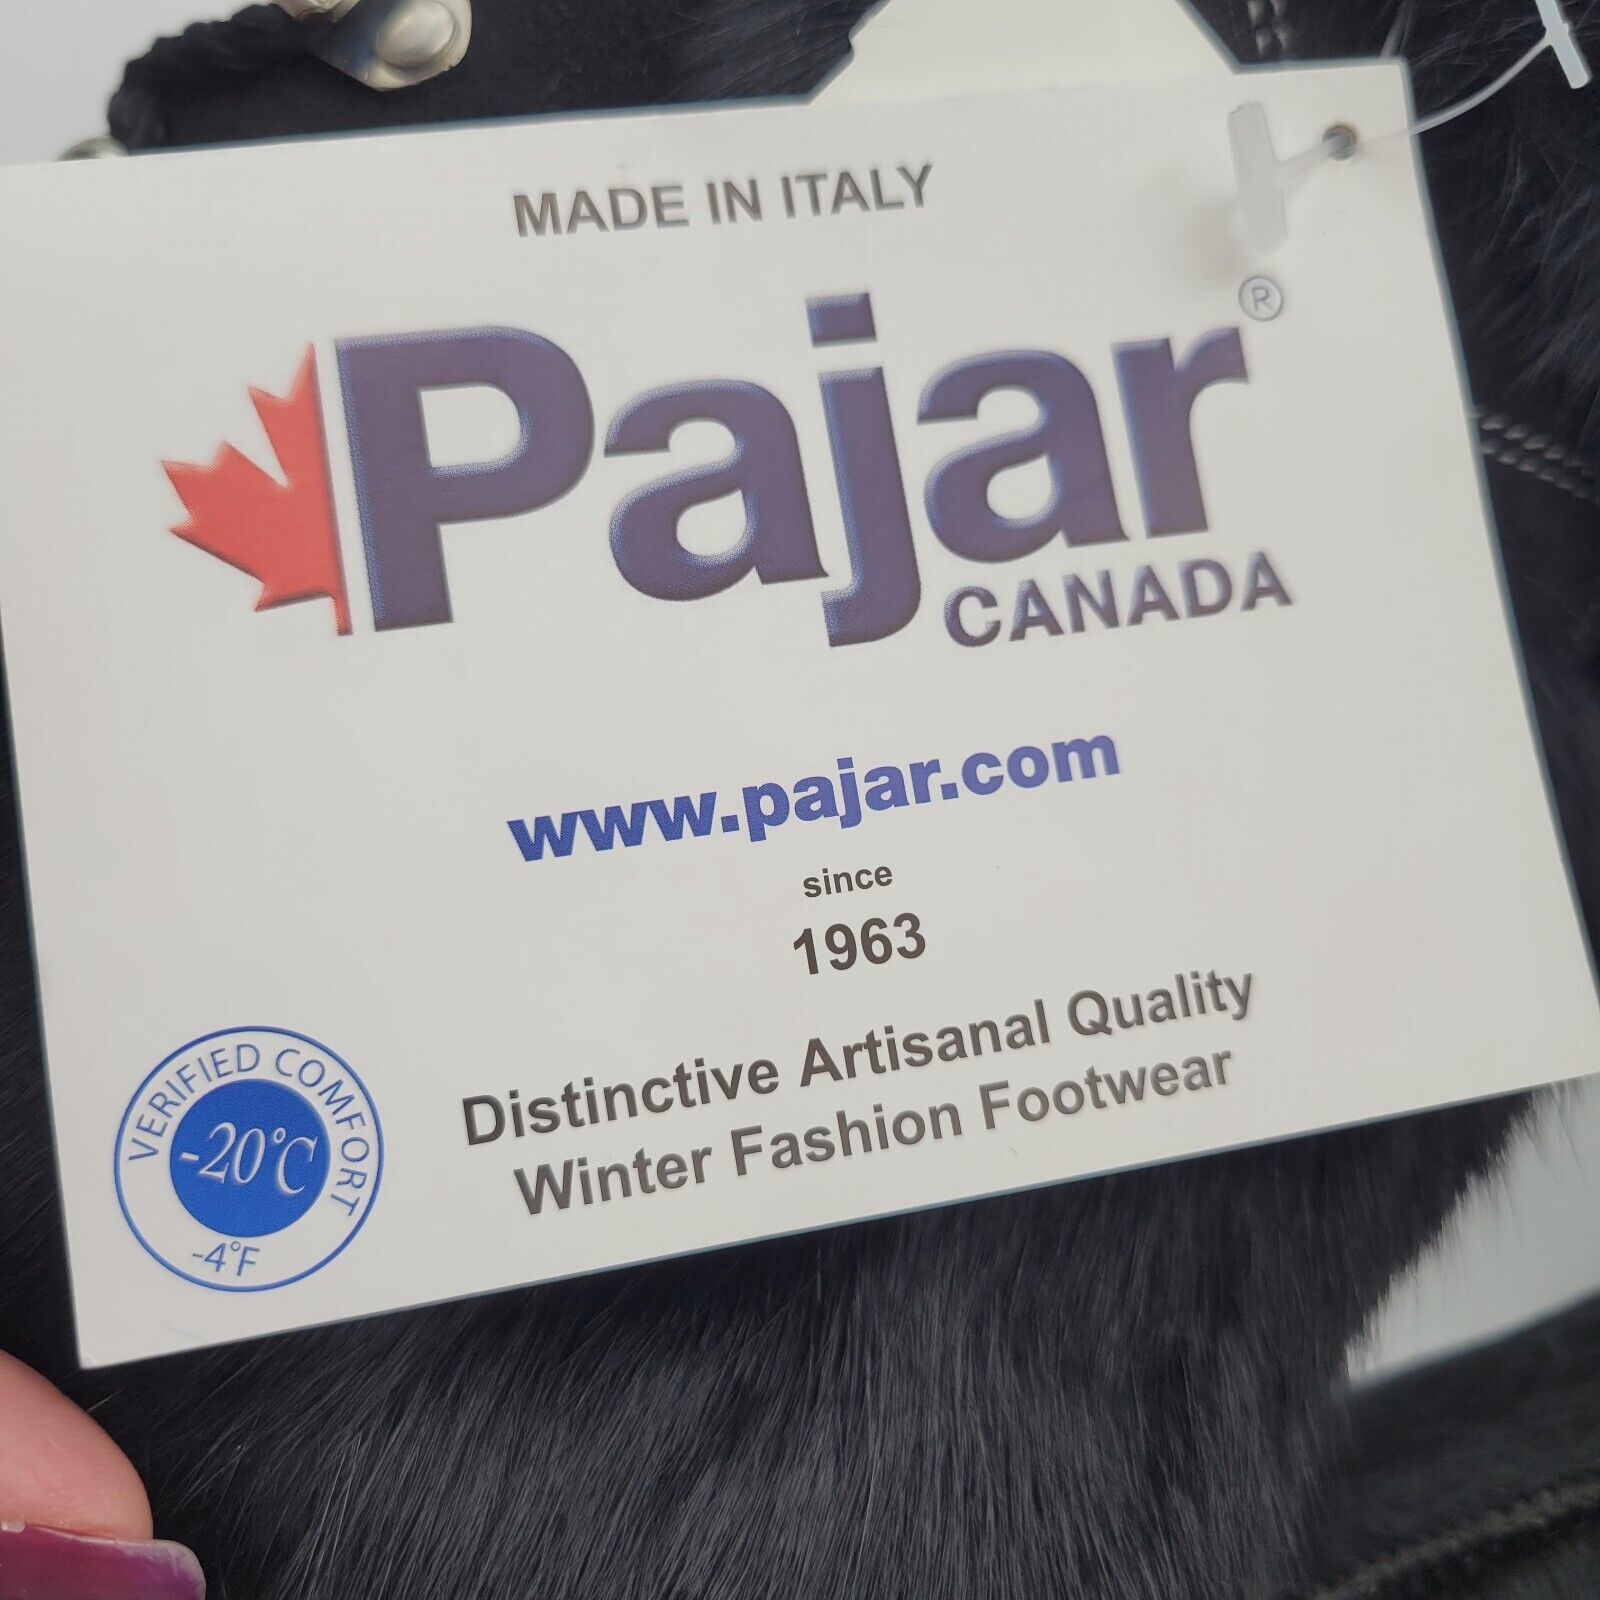 MADE IN ITALY
Pajar®
CANADA
www.pajar.com
since
1963
Distinctive Artisanal Quality
Winter Fashion Footwear
VERIFIED COMFORT
-20°C
-4°F